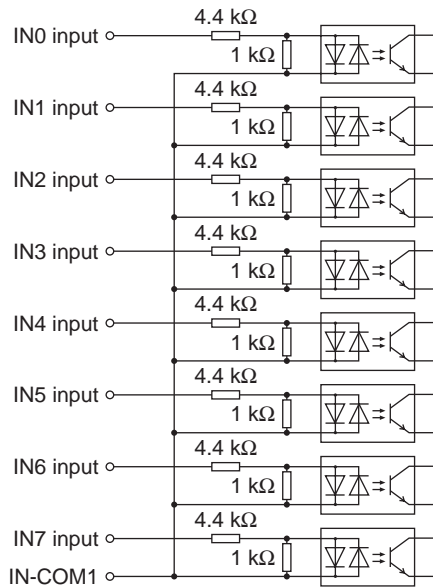 4.4 kΩ
IN0 input
1 kΩ
4.4 kΩ
IN1 input
1 kΩ
4.4 kΩ
IN2 input
1 kΩ
4.4 kΩ
IN3 input
1 kΩ
4.4 kΩ
IN4 input
1 kΩ
4.4 kΩ
IN5 input
1 kΩ
4.4 kΩ
IN6 input
1 kΩ
4.4 kΩ
IN7 input
1 kΩ
IN-COM1